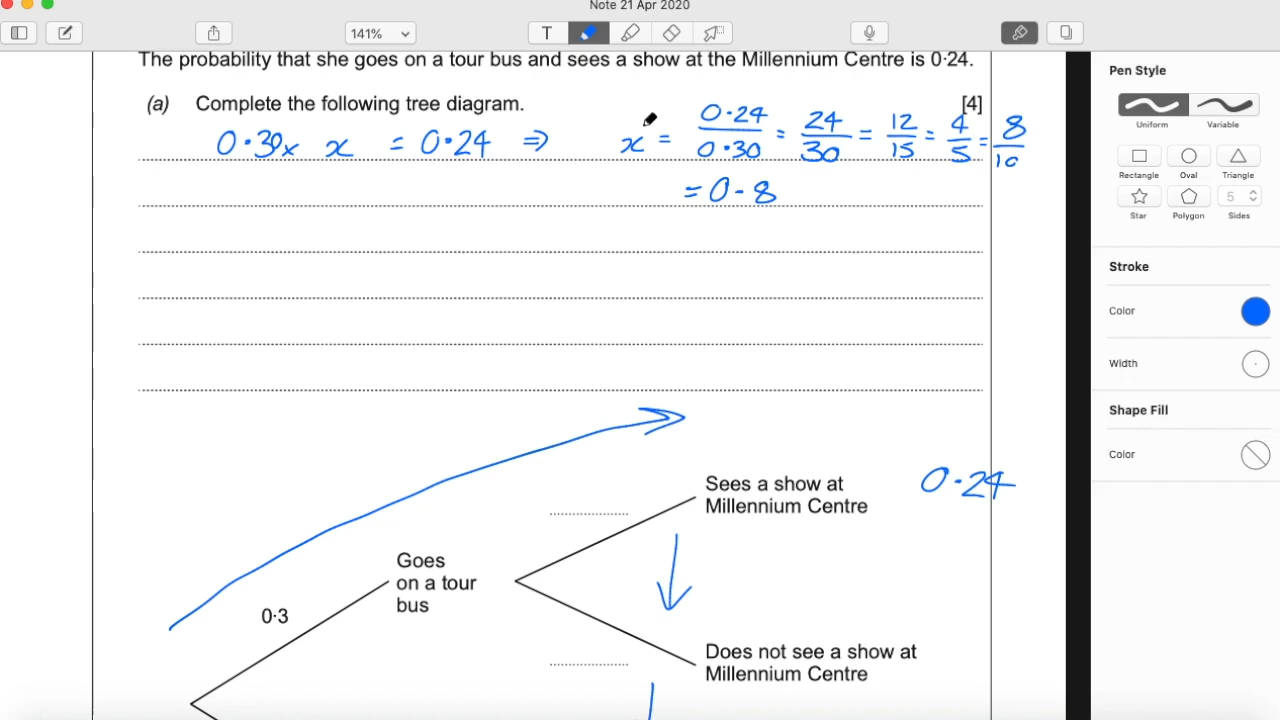 Note 21 Apr 2020
141%
T
The probability that she goes on a tour bus and sees a show at the Millennium Centre is 0·24.
(a) Complete the following tree diagram. [4]
0.30 × x = 0.24 ⇒ x = 0.24/0.30 = 24/30 = 12/15 = 4/5 = 8/10
= 0.8
Sees a show at
Millennium Centre
0.24
Goes
on a tour
bus
0·3
Does not see a show at
Millennium Centre
Pen Style
Uniform Variable
Rectangle Oval Triangle
5
Star Polygon Sides
Stroke
Color
Width
Shape Fill
Color